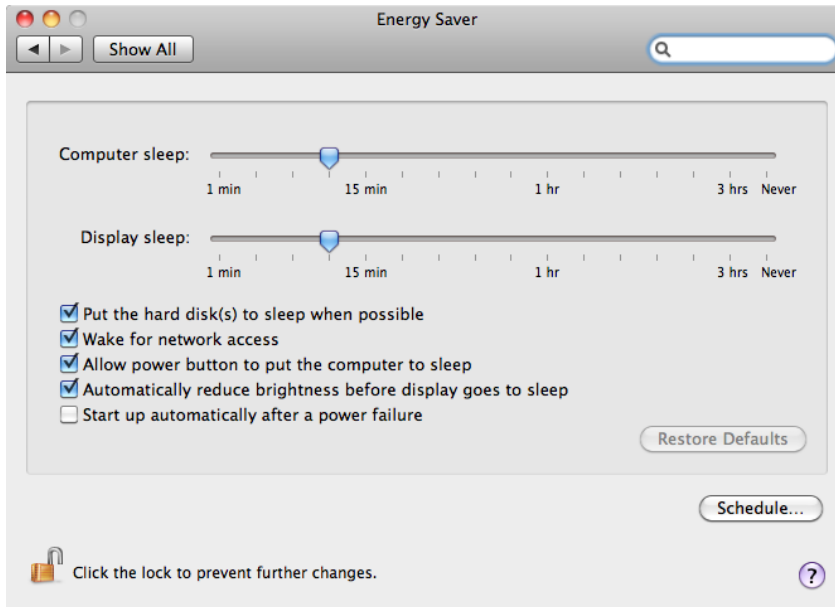 Energy Saver
Show All
Computer sleep:
1 min 15 min 1 hr 3 hrs Never
Display sleep:
1 min 15 min 1 hr 3 hrs Never
Put the hard disk(s) to sleep when possible
Wake for network access
Allow power button to put the computer to sleep
Automatically reduce brightness before display goes to sleep
Start up automatically after a power failure
Restore Defaults
Schedule...
Click the lock to prevent further changes.
?